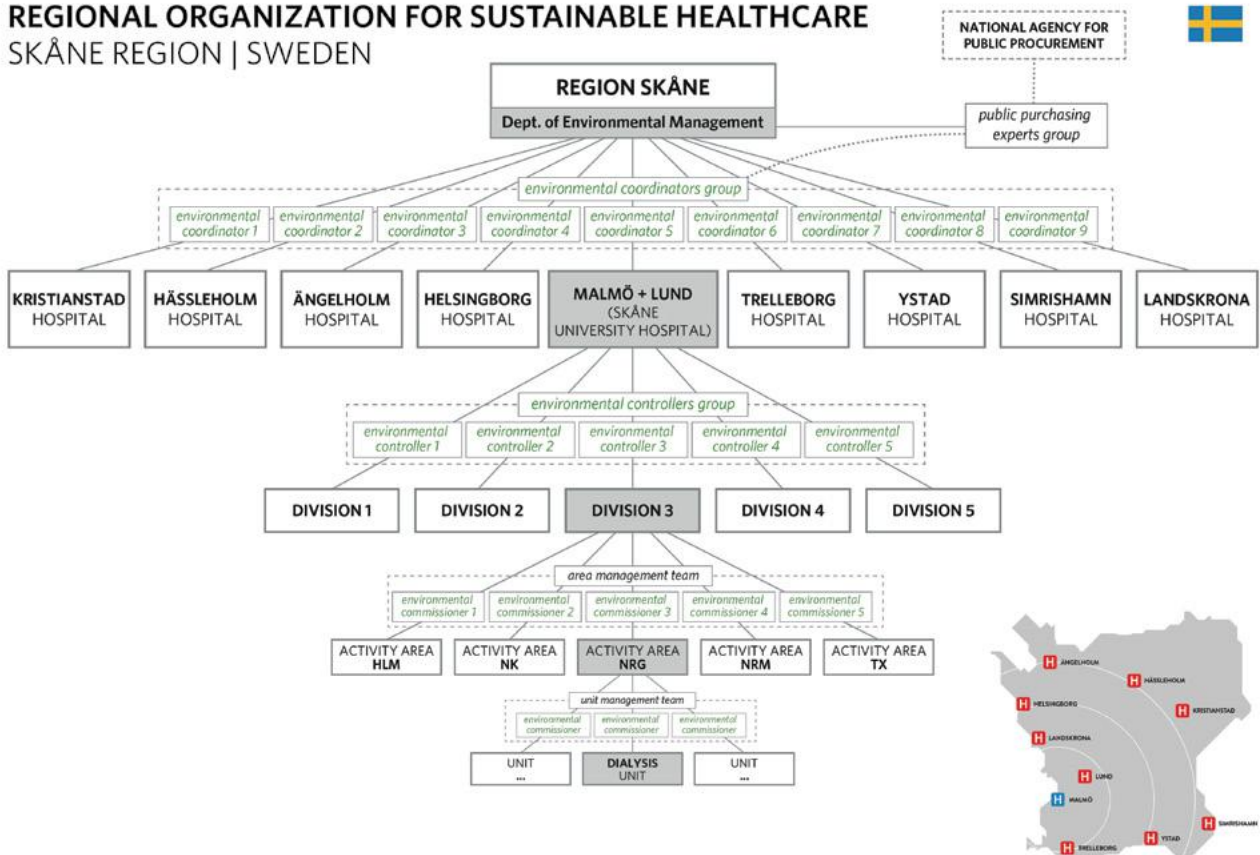 REGIONAL ORGANIZATION FOR SUSTAINABLE HEALTHCARE
SKÅNE REGION | SWEDEN
NATIONAL AGENCY FOR
PUBLIC PROCUREMENT
REGION SKÅNE
Dept. of Environmental Management
public purchasing
experts group
environmental coordinators group
environmental
coordinator 1
environmental
coordinator 2
environmental
coordinator 3
environmental
coordinator 4
environmental
coordinator 5
environmental
coordinator 6
environmental
coordinator 7
environmental
coordinator 8
environmental
coordinator 9
KRISTIANSTAD
HOSPITAL
HÄSSLEHOLM
HOSPITAL
ÄNGELHOLM
HOSPITAL
HELSINGBORG
HOSPITAL
MALMÖ + LUND
(SKÅNE
UNIVERSITY HOSPITAL)
TRELLEBORG
HOSPITAL
YSTAD
HOSPITAL
SIMRISHAMN
HOSPITAL
LANDSKRONA
HOSPITAL
environmental controllers group
environmental
controller 1
environmental
controller 2
environmental
controller 3
environmental
controller 4
environmental
controller 5
DIVISION 1
DIVISION 2
DIVISION 3
DIVISION 4
DIVISION 5
area management team
environmental
commissioner 1
environmental
commissioner 2
environmental
commissioner 3
environmental
commissioner 4
environmental
commissioner 5
ACTIVITY AREA
HLM
ACTIVITY AREA
NK
ACTIVITY AREA
NRG
ACTIVITY AREA
NRM
ACTIVITY AREA
TX
unit management team
environmental
commissioner
environmental
commissioner
environmental
commissioner
UNIT
...
DIALYSIS
UNIT
UNIT
...
H ÄNGELHOLM
H HÄSSLEHOLM
H HELSINGBORG
H KRISTIANSTAD
H LANDSKRONA
H LUND
H MALMÖ
H SIMRISHAMN
H YSTAD
H TRELLEBORG